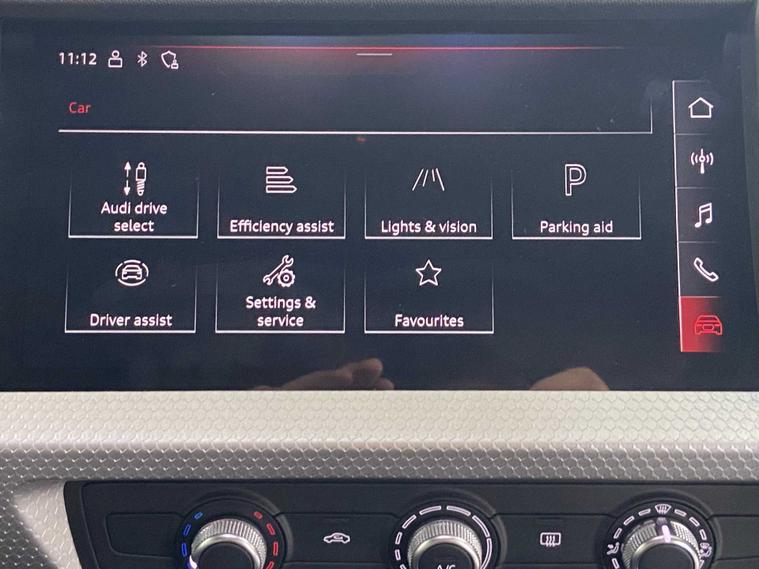 11:12
Car
Audi drive
select
Efficiency assist
Lights & vision
P
Parking aid
Driver assist
Settings &
service
Favourites
A/C